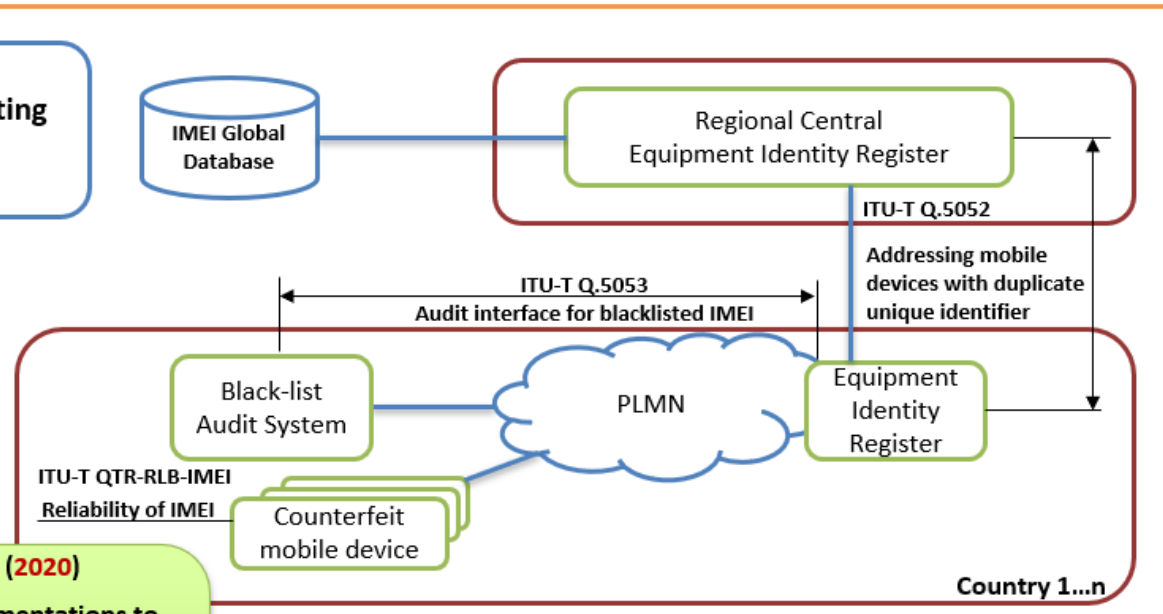 ting
IMEI Global
Database
Regional Central
Equipment Identity Register
ITU-T Q.5052
Addressing mobile
devices with duplicate
unique identifier
ITU-T Q.5053
Audit interface for blacklisted IMEI
Black-list
Audit System
PLMN
Equipment
Identity
Register
ITU-T QTR-RLB-IMEI
Reliability of IMEI
Counterfeit
mobile device
(2020)
mentations to
Country 1...n